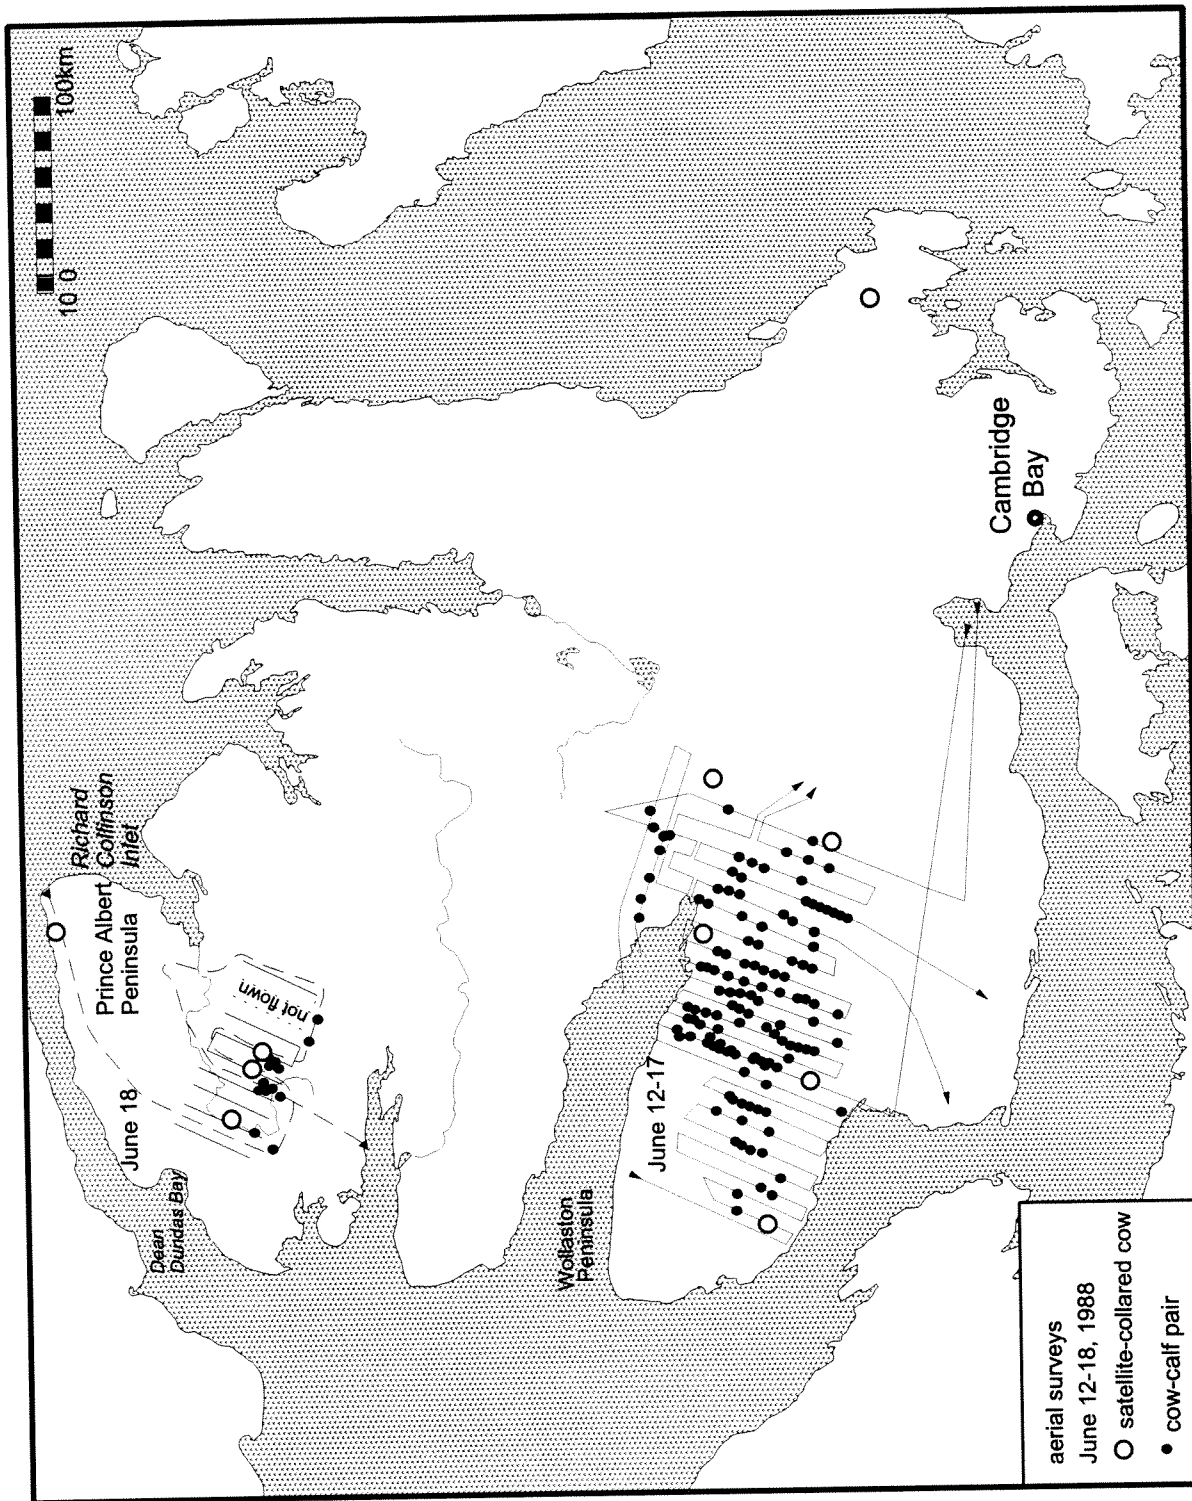 10 0
100km
Richard
Collinson
Inlet
Prince Albert
Peninsula
not flown
June 18
Dean
Dundas Bay
Wollaston
Peninsula
June 12-17
Cambridge
Bay
aerial surveys
June 12-18, 1988
satellite-collared cow
cow-calf pair